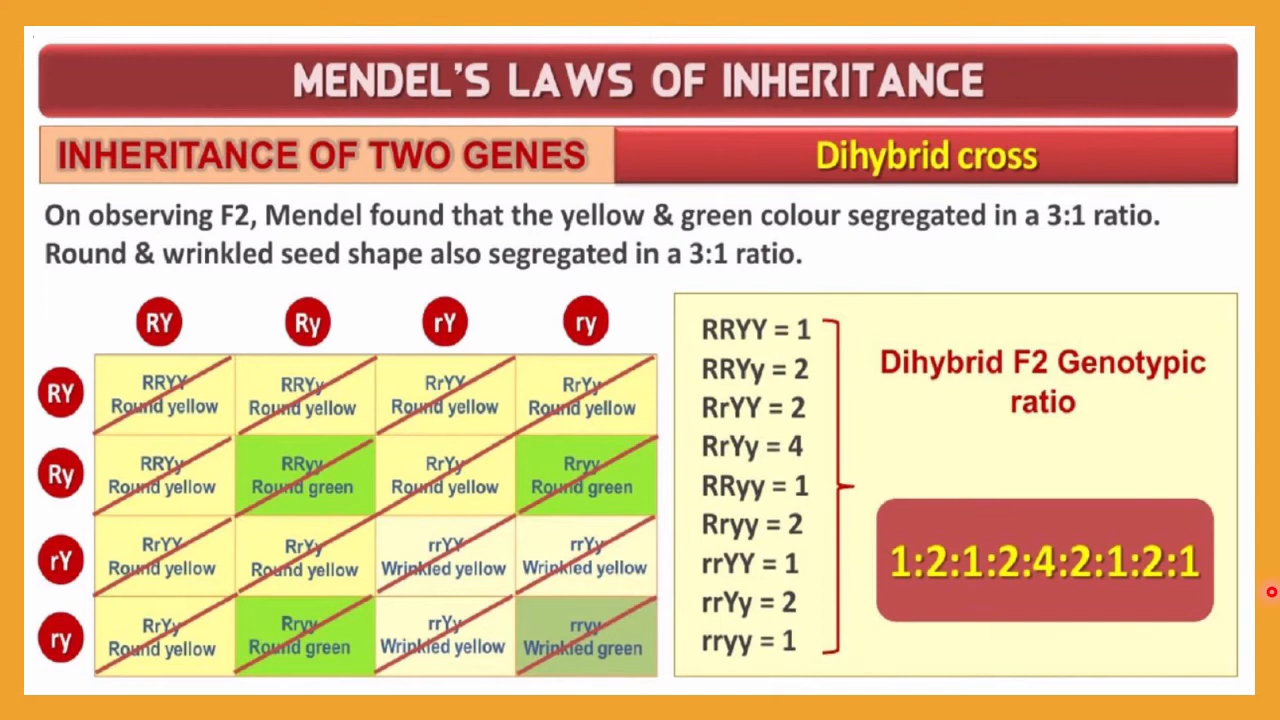 MENDEL'S LAWS OF INHERITANCE
INHERITANCE OF TWO GENES
Dihybrid cross
On observing F2, Mendel found that the yellow & green colour segregated in a 3:1 ratio.
Round & wrinkled seed shape also segregated in a 3:1 ratio.
RY Ry rY ry
RY
RRYY RRYy RrYY RrYy
Round yellow Round yellow Round yellow Round yellow
Ry
RRYy RRyy RrYy Rryy
Round yellow Round green Round yellow Round green
rY
RrYY RrYy rrYY rrYy
Round yellow Round yellow Wrinkled yellow Wrinkled yellow
ry
RrYy Rryy rrYy rryy
Round yellow Round green Wrinkled yellow Wrinkled green
RRYY = 1
RRYy = 2
RrYY = 2
RrYy = 4
RRyy = 1
Rryy = 2
rrYY = 1
rrYy = 2
rryy = 1
Dihybrid F2 Genotypic
ratio
1:2:1:2:4:2:1:2:1